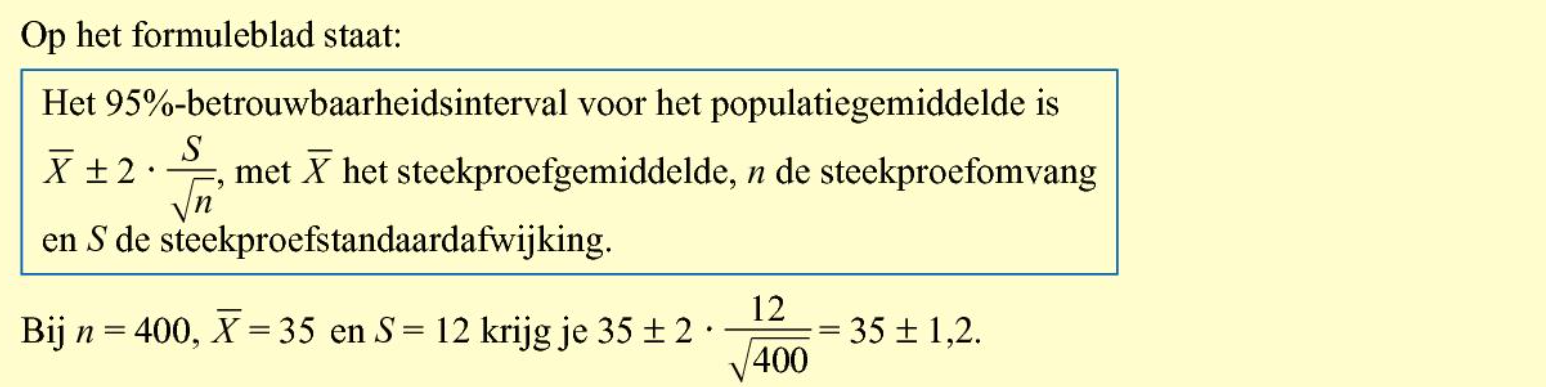 Op het formuleblad staat:
Het 95%-betrouwbaarheidsinterval voor het populatiegemiddelde is
X̅ ± 2 · S/√n, met X̅ het steekproefgemiddelde, n de steekproefomvang
en S de steekproefstandaardafwijking.
Bij n = 400, X̅ = 35 en S = 12 krijg je 35 ± 2 · 12/√400 = 35 ± 1,2.